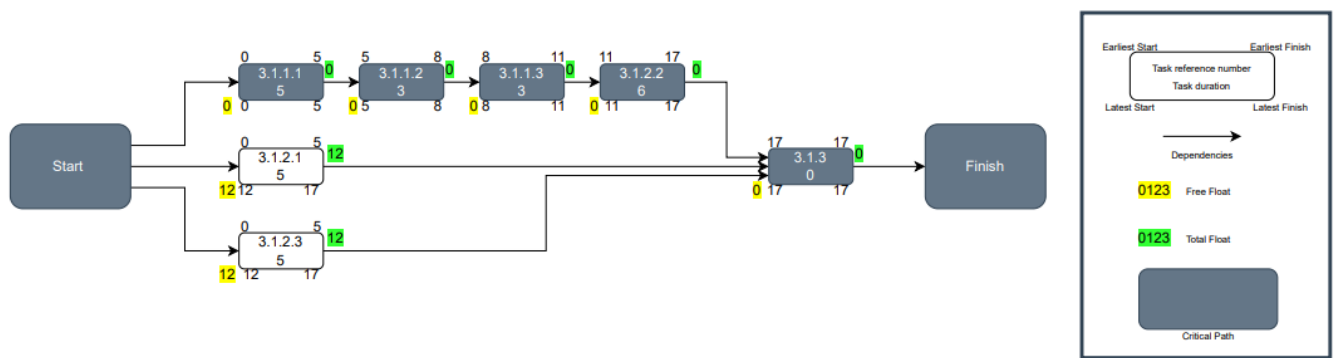 0 5 5 8 8 11 11 17
3.1.1.1 0 3.1.1.2 0 3.1.1.3 0 3.1.2.2 0
5 3 3 6
0 0 5 0 5 8 0 8 11 0 11 17
0 5
3.1.2.1 12
5
12 12 17
Start
17 17
3.1.3 0
0
0 17 17
Finish
0 5
3.1.2.3 12
5
12 12 17
Earliest Start Earliest Finish
Task reference number
Task duration
Latest Start Latest Finish
Dependencies
0123 Free Float
0123 Total Float
Critical Path